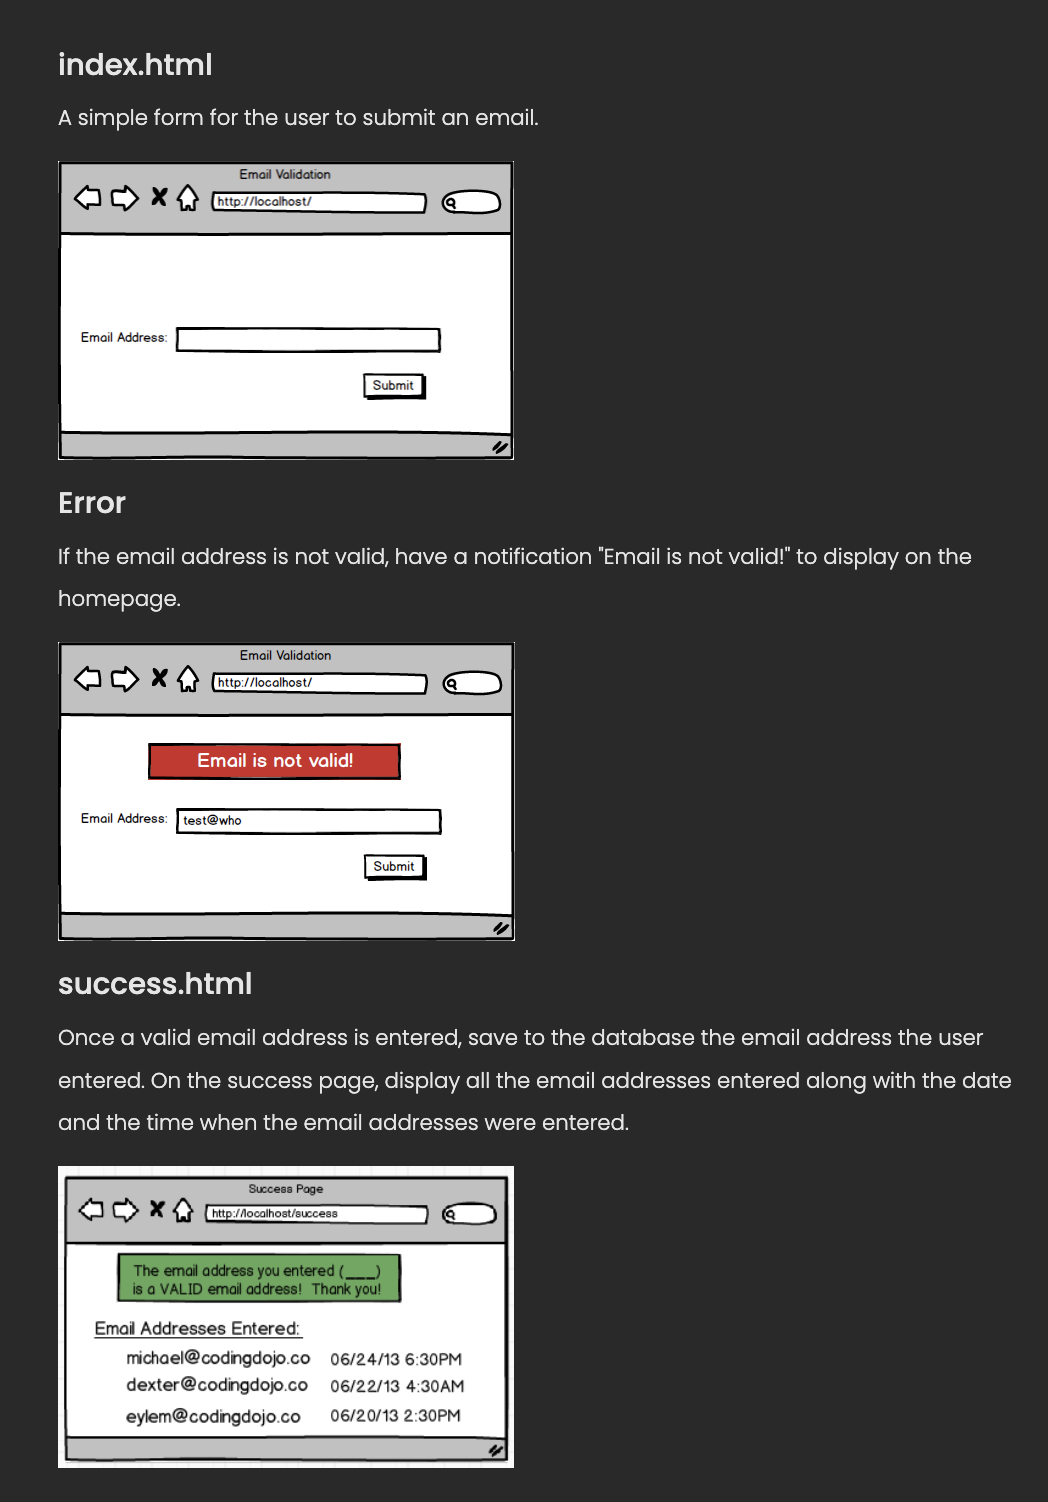 index.html
A simple form for the user to submit an email.
Email Validation
http://localhost/
Email Address:
Submit
Error
If the email address is not valid, have a notification "Email is not valid!" to display on the
homepage.
Email Validation
http://localhost/
Email is not valid!
Email Address: test@who
Submit
success.html
Once a valid email address is entered, save to the database the email address the user
entered. On the success page, display all the email addresses entered along with the date
and the time when the email addresses were entered.
Success Page
http://localhost/success
The email address you entered (___)
is a VALID email address! Thank you!
Email Addresses Entered:
michael@codingdojo.co 06/24/13 6:30PM
dexter@codingdojo.co 06/22/13 4:30AM
eylem@codingdojo.co 06/20/13 2:30PM